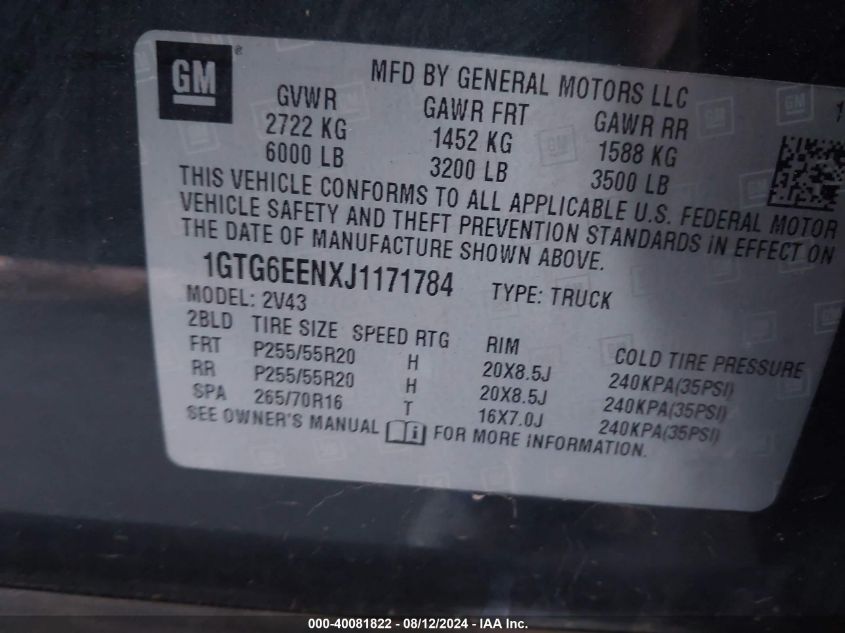 GM®
MFD BY GENERAL MOTORS LLC
GVWR GAWR FRT GAWR RR
2722 KG 1452 KG 1588 KG
6000 LB 3200 LB 3500 LB
THIS VEHICLE CONFORMS TO ALL APPLICABLE U.S. FEDERAL MOTOR
VEHICLE SAFETY AND THEFT PREVENTION STANDARDS IN EFFECT ON
THE DATE OF MANUFACTURE SHOWN ABOVE.
1GTG6EENXJ1171784 TYPE: TRUCK
MODEL: 2V43
2BLD TIRE SIZE SPEED RTG RIM COLD TIRE PRESSURE
FRT P255/55R20 H 20X8.5J 240KPA(35PSI)
RR P255/55R20 H 20X8.5J 240KPA(35PSI)
SPA 265/70R16 T 16X7.0J 240KPA(35PSI)
SEE OWNER'S MANUAL i FOR MORE INFORMATION.
000-40081822 - 08/12/2024 - IAA Inc.